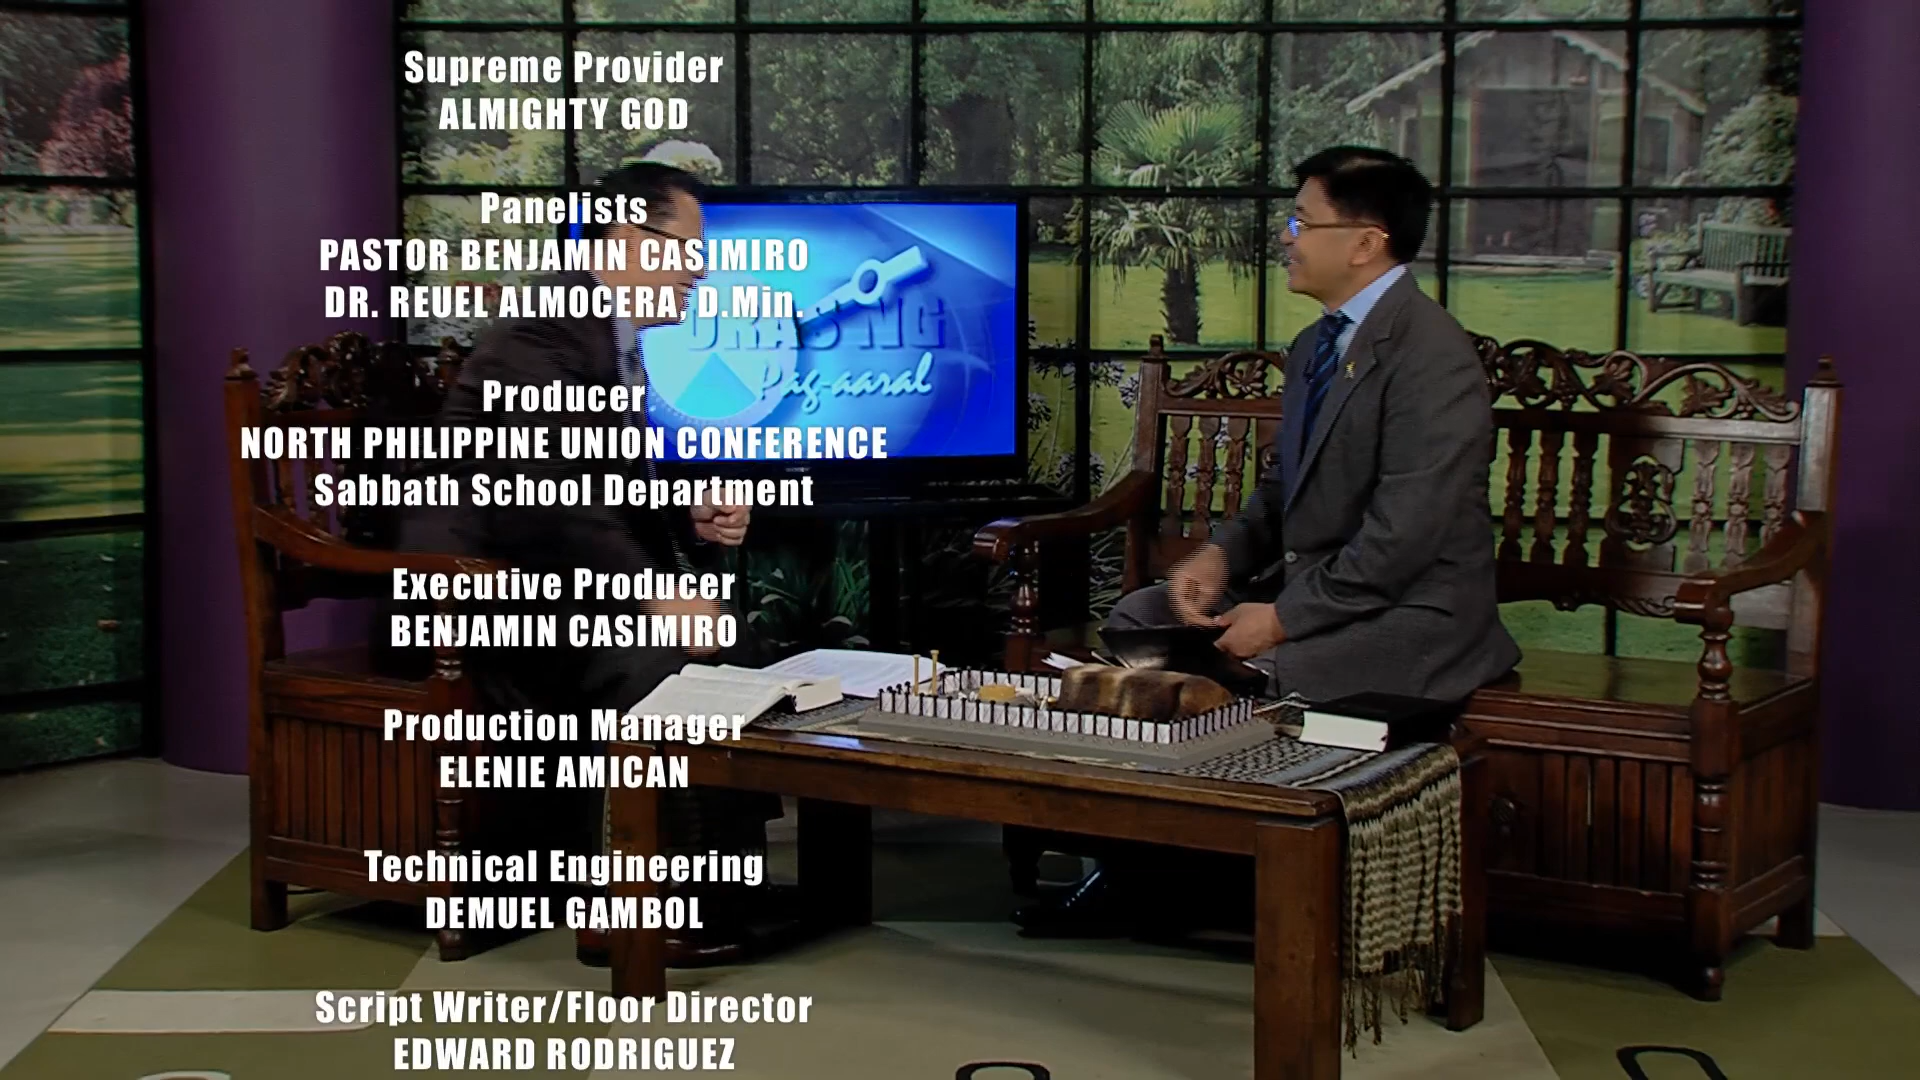 Supreme Provider
ALMIGHTY GOD
Panelists
PASTOR BENJAMIN CASIMIRO
DR. REUEL ALMOCERA, D.Min.
Producer
NORTH PHILIPPINE UNION CONFERENCE
Sabbath School Department
Executive Producer
BENJAMIN CASIMIRO
Production Manager
ELENIE AMICAN
Technical Engineering
DEMUEL GAMBOL
Script Writer/Floor Director
EDWARD RODRIGUEZ
ORAS NG
Pag-aaral